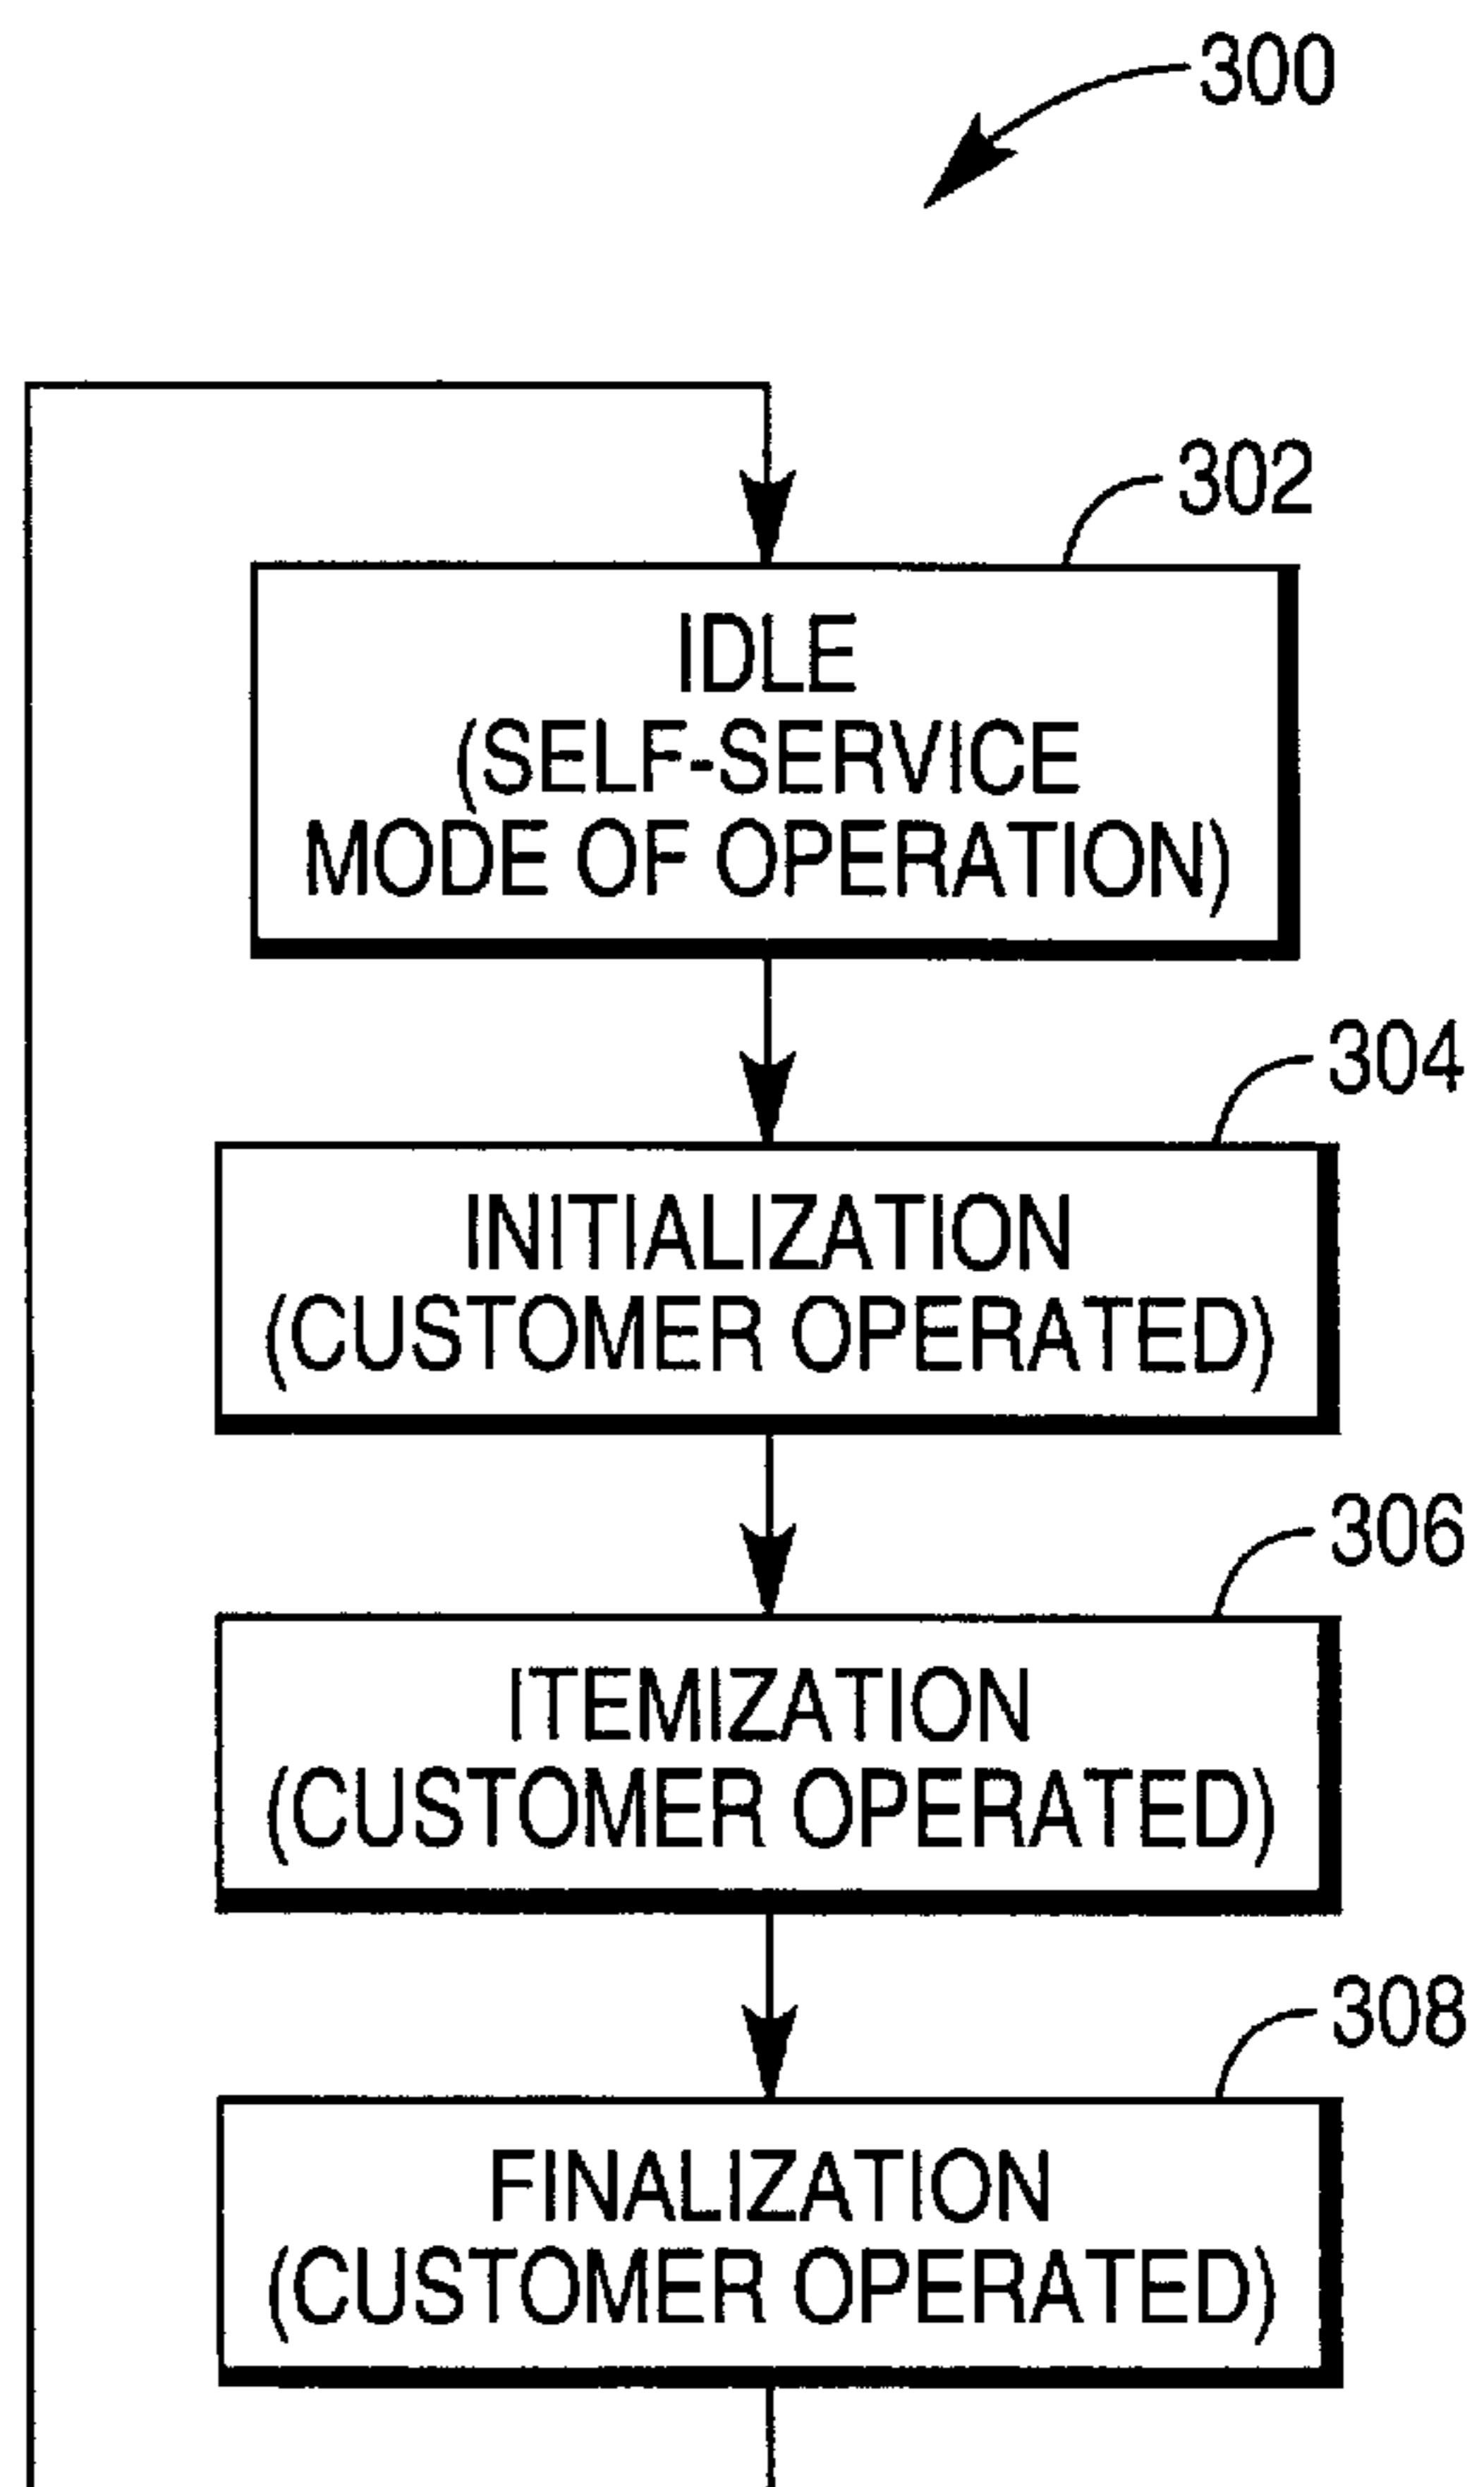 300
302
IDLE
(SELF-SERVICE
MODE OF OPERATION)
304
INITIALIZATION
(CUSTOMER OPERATED)
306
ITEMIZATION
(CUSTOMER OPERATED)
308
FINALIZATION
(CUSTOMER OPERATED)